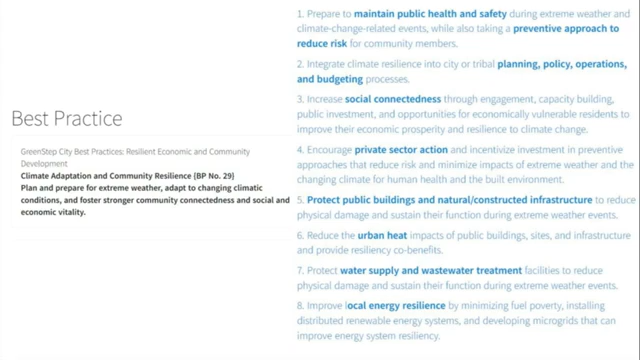 Best Practice
GreenStep City Best Practices: Resilient Economic and Community
Development
Climate Adaptation and Community Resilience {BP No. 29}
Plan and prepare for extreme weather, adapt to changing climatic
conditions, and foster stronger community connectedness and social and
economic vitality.
1. Prepare to maintain public health and safety during extreme weather and
climate-change-related events, while also taking a preventive approach to
reduce risk for community members.
2. Integrate climate resilience into city or tribal planning, policy, operations,
and budgeting processes.
3. Increase social connectedness through engagement, capacity building,
public investment, and opportunities for economically vulnerable residents to
improve their economic prosperity and resilience to climate change.
4. Encourage private sector action and incentivize investment in preventive
approaches that reduce risk and minimize impacts of extreme weather and the
changing climate for human health and the built environment.
5. Protect public buildings and natural/constructed infrastructure to reduce
physical damage and sustain their function during extreme weather events.
6. Reduce the urban heat impacts of public buildings, sites, and infrastructure
and provide resiliency co-benefits.
7. Protect water supply and wastewater treatment facilities to reduce
physical damage and sustain their function during extreme weather events.
8. Improve local energy resilience by minimizing fuel poverty, installing
distributed renewable energy systems, and developing microgrids that can
improve energy system resiliency.